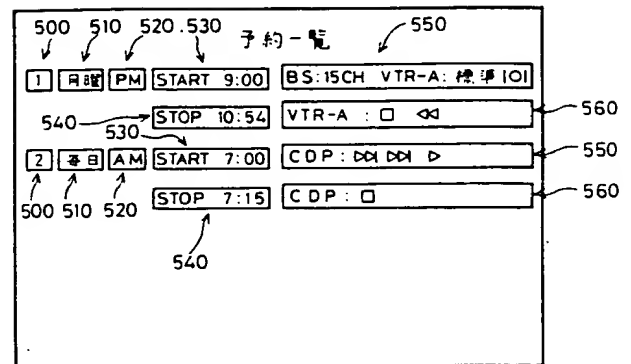 500 510 520.530 550
予約一覧
1 月曜 PM START 9:00 BS:15CH VTR-A: 標準 IOI
540 STOP 10:54 VTR-A : □ ◁◁ 560
530
2 毎日 AM START 7:00 CDP: ▷▷I ▷▷I ▷ 550
500 510 520 STOP 7:15 CDP: □ 560
540